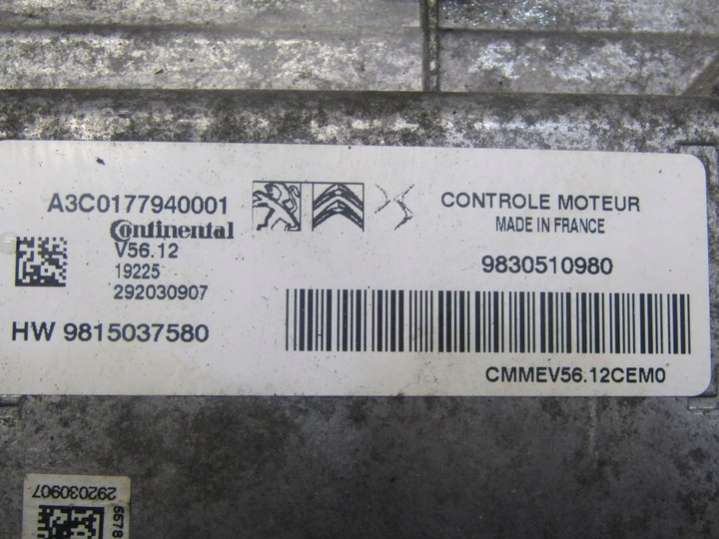 A3C0177940001
Continental
V56.12
19225
292030907
HW 9815037580
CONTROLE MOTEUR
MADE IN FRANCE
9830510980
CMMEV56.12CEM0
292030907